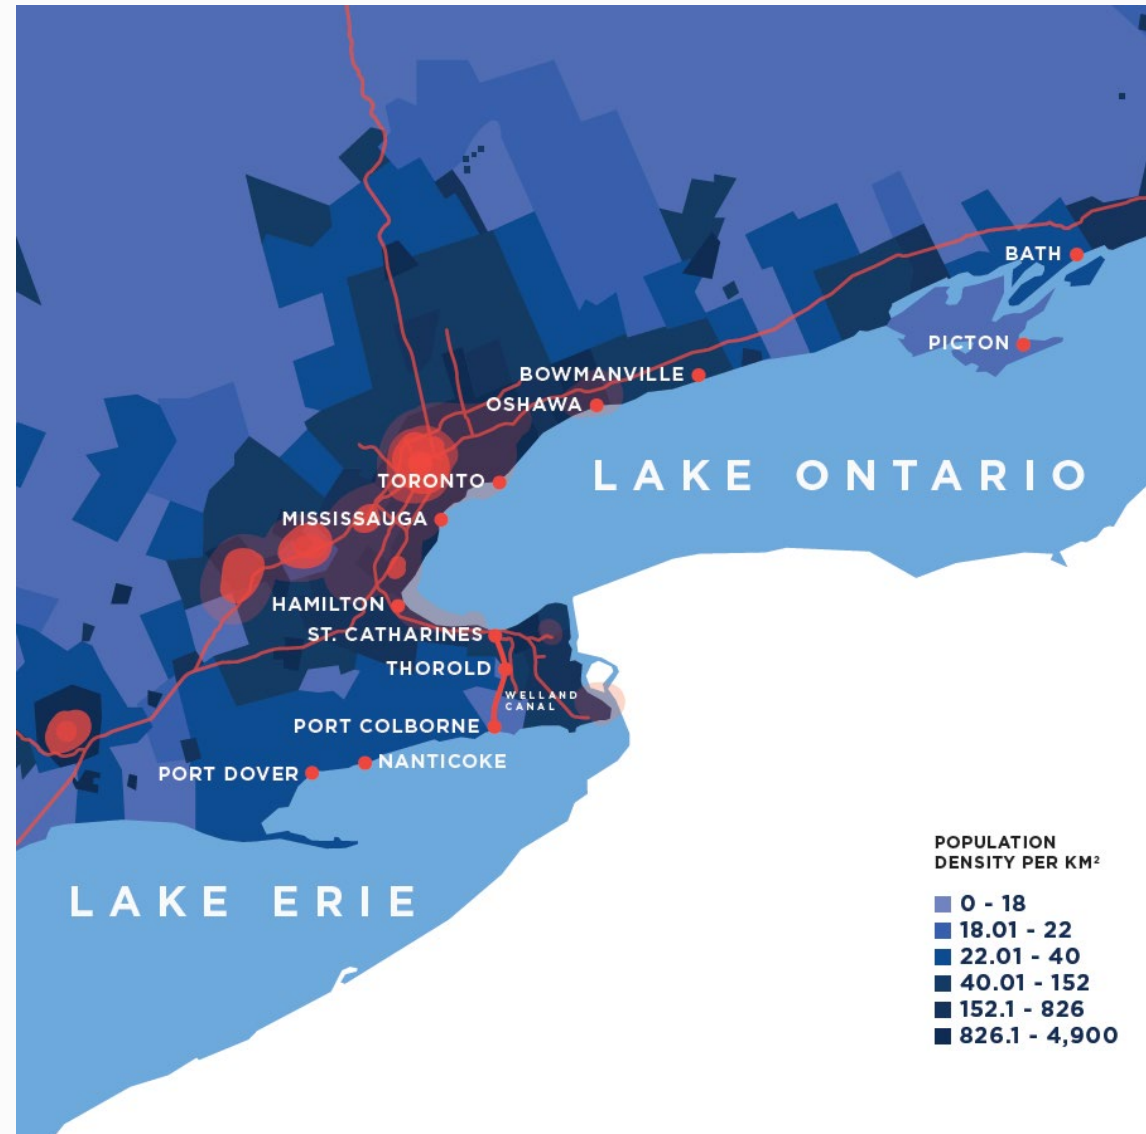 BATH
PICTON
BOWMANVILLE
OSHAWA
LAKE ONTARIO
TORONTO
MISSISSAUGA
HAMILTON
ST. CATHARINES
THOROLD
WELLAND
CANAL
PORT COLBORNE
NANTICOKE
PORT DOVER
LAKE ERIE
POPULATION
DENSITY PER KM²
0 - 18
18.01 - 22
22.01 - 40
40.01 - 152
152.1 - 826
826.1 - 4,900